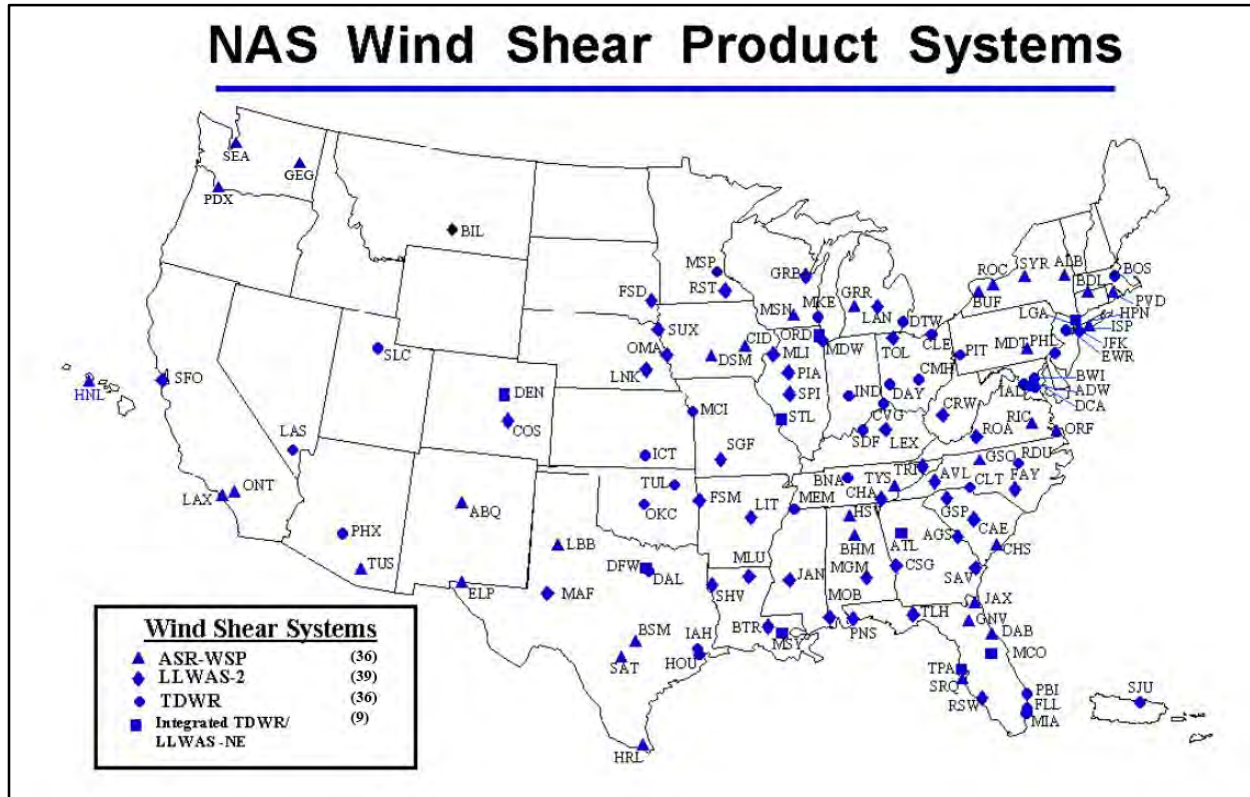 NAS Wind Shear Product Systems
SEA
GEG
PDX
BIL
MSP
RST
GRB
FSD
SUX
MSN
MKE
GRR
LAN
ROC
SYR
ALB
BUF
BDL
BOS
PVD
HPN
LGA
ISP
JFK
EWR
OMA
LNK
CID
DSM
ORD
MDW
MLI
DTW
TOL
CLE
PIT
MDT
PHL
SLC
DEN
COS
PIA
SPI
STL
IND
DAY
CMH
CVG
BWI
IAD
ADW
DCA
HNL
SFO
LAS
MCI
ICT
SGF
SDF
LEX
CRW
RIC
ROA
ORF
TUL
OKC
FSM
LIT
BNA
MEM
TYS
TRI
CHA
AVL
GSO
RDU
CLT
FAY
LAX
ONT
PHX
TUS
ABQ
ELP
LBB
MAF
DFW
DAL
MLU
SHV
JAN
HSV
BHM
MGM
ATL
CSG
GSP
CAE
AGS
CHS
SAV
BSM
SAT
IAH
HOU
BTR
MSY
MOB
PNS
TLH
JAX
GNV
DAB
MCO
TPA
SRQ
RSW
PBI
FLL
MIA
SJU
HRL
Wind Shear Systems
ASR-WSP (36)
LLWAS-2 (39)
TDWR (36)
Integrated TDWR/ (9)
LLWAS -NE